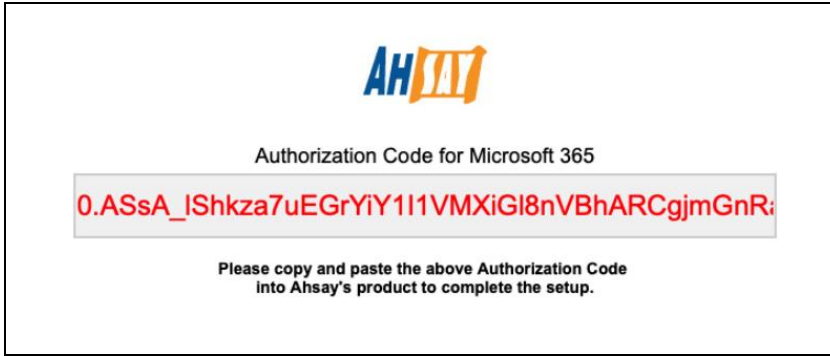 AHSAY
Authorization Code for Microsoft 365
0.ASsA_IShkza7uEGrYiY1I1VMXiGl8nVBhARCgjmGnRa
Please copy and paste the above Authorization Code
into Ahsay's product to complete the setup.